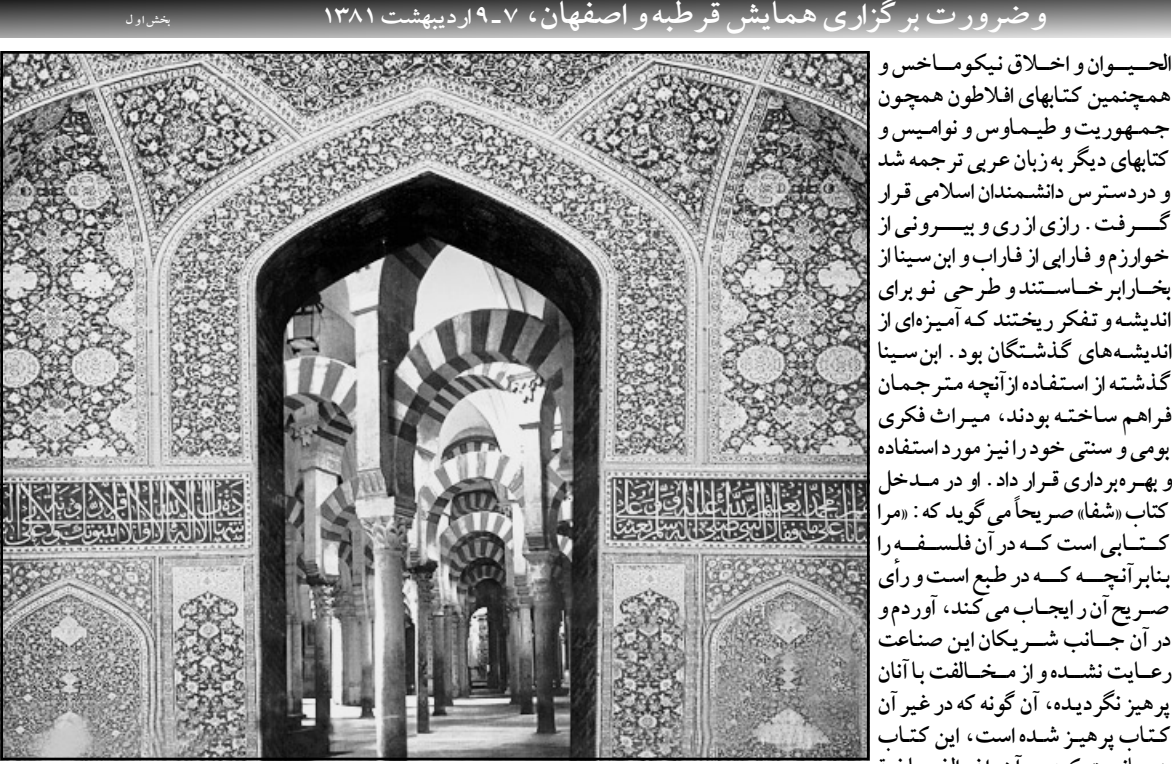 و ضرورت برگزاری همایش قرطبه و اصفهان، ۷ـ۹ اردیبهشت ۱۳۸۱
بخش اول
الحیوان و اخلاق نیکوماخس و
همچنمین کتابهای افلاطون همچون
جمهوریت و طیماوس و نوامیس و
کتابهای دیگر به زبان عربی ترجمه شد
و در دسترس دانشمندان اسلامی قرار
گرفت. رازی از ری و بیرونی از
خوارزم و فارابی از فاراب و ابن سینا از
بخارا برخاستند و طرحی نو برای
اندیشه و تفکر ریختند که آمیزه‌ای از
اندیشه‌های گذشتگان بود. ابن سینا
گذشته از استفاده از آنچه مترجمان
فراهم ساخته بودند، میراث فکری
بومی و سنتی خود را نیز مورد استفاده
و بهره‌برداری قرار داد. او در مدخل
کتاب «شفا» صریحاً می گوید که: «مرا
کتابی است که در آن فلسفه را
بنابر آنچه که در طبع است و رأی
صریح آن را ایجاب می کند، آوردم و
در آن جانب شریکان این صناعت
رعایت نشده و از مخالفت با آنان
پرهیز نگردیده، آن گونه که در غیر آن
کتاب پرهیز شده است، این کتاب